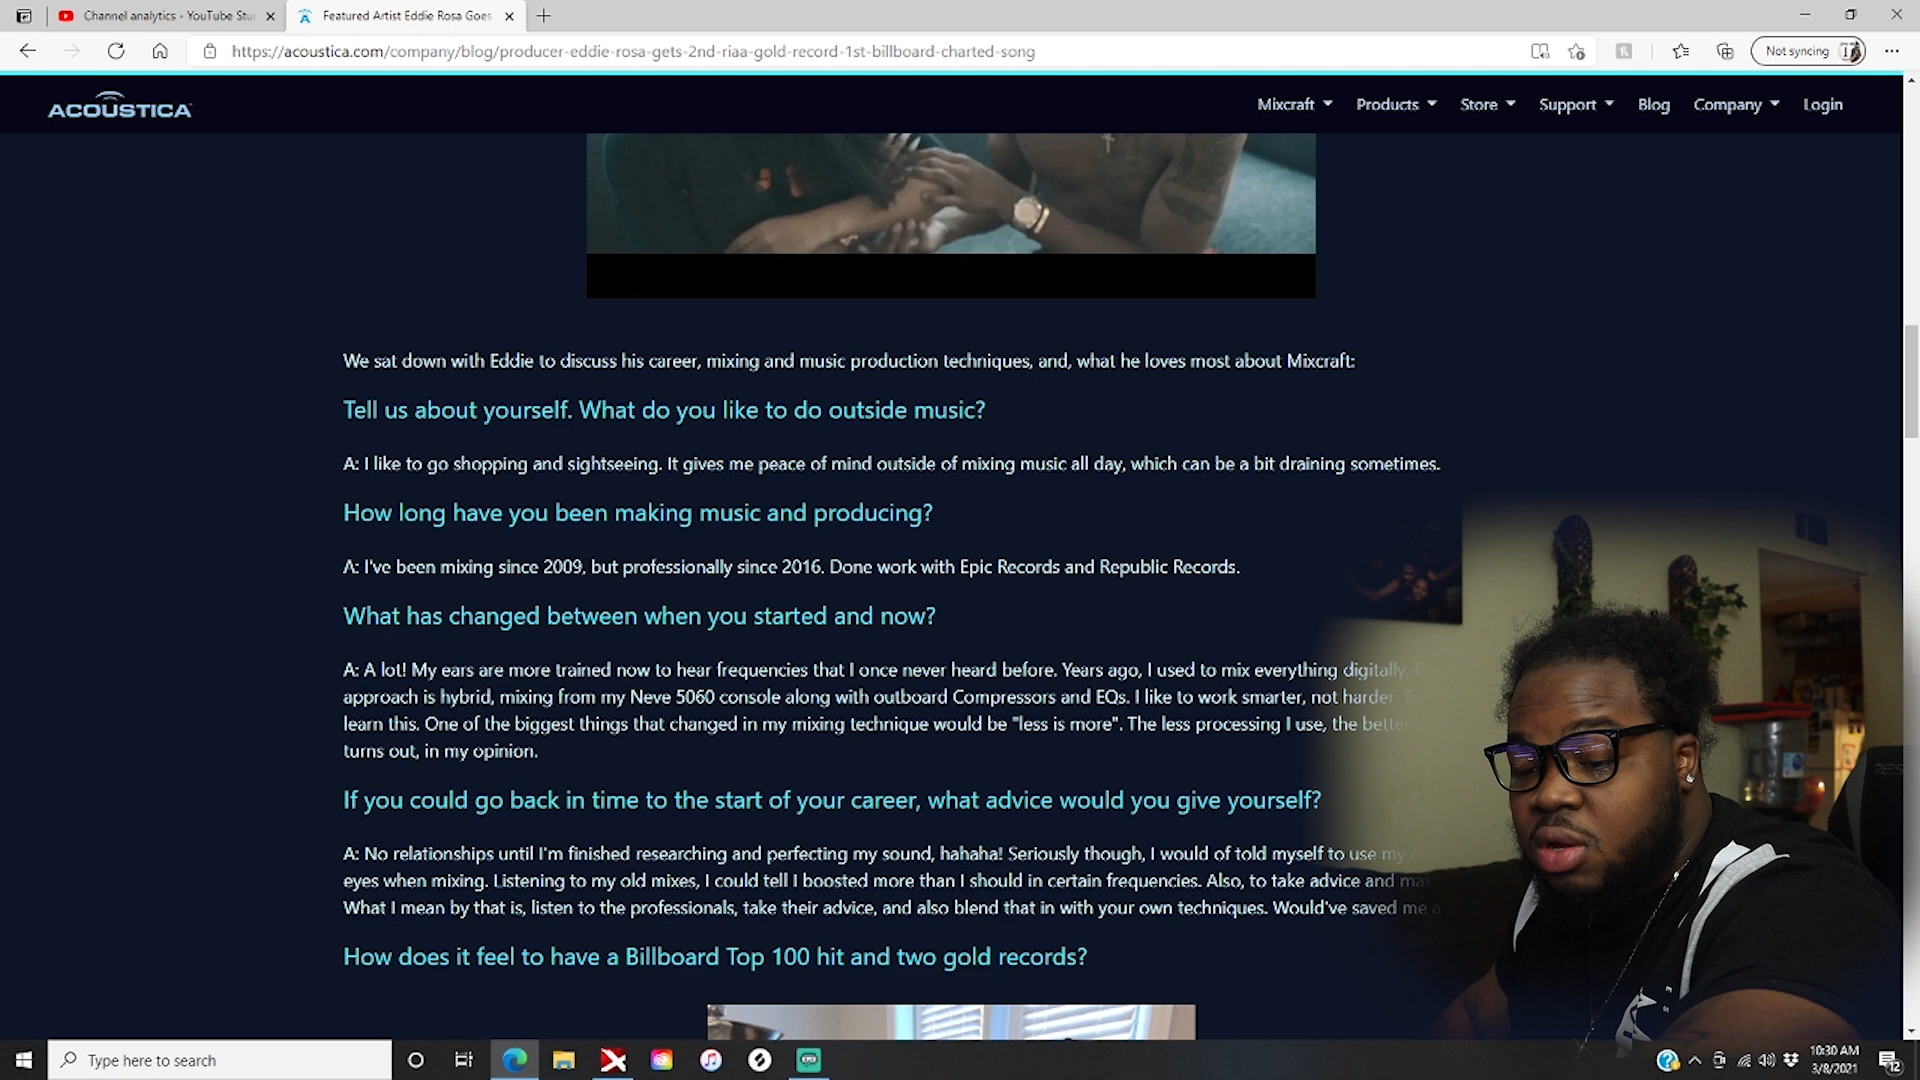 Channel analytics - YouTube Stu
Featured Artist Eddie Rosa Goes
https://acoustica.com/company/blog/producer-eddie-rosa-gets-2nd-riaa-gold-record-1st-billboard-charted-song
Not syncing
ACOUSTICA
Mixcraft
Products
Store
Support
Blog
Company
Login
We sat down with Eddie to discuss his career, mixing and music production techniques, and, what he loves most about Mixcraft:
Tell us about yourself. What do you like to do outside music?
A: I like to go shopping and sightseeing. It gives me peace of mind outside of mixing music all day, which can be a bit draining sometimes.
How long have you been making music and producing?
A: I've been mixing since 2009, but professionally since 2016. Done work with Epic Records and Republic Records.
What has changed between when you started and now?
A: A lot! My ears are more trained now to hear frequencies that I once never heard before. Years ago, I used to mix everything digitally.
approach is hybrid, mixing from my Neve 5060 console along with outboard Compressors and EQs. I like to work smarter, not harder.
learn this. One of the biggest things that changed in my mixing technique would be "less is more". The less processing I use, the bette
turns out, in my opinion.
If you could go back in time to the start of your career, what advice would you give yourself?
A: No relationships until I'm finished researching and perfecting my sound, hahaha! Seriously though, I would of told myself to use my
eyes when mixing. Listening to my old mixes, I could tell I boosted more than I should in certain frequencies. Also, to take advice and ma
What I mean by that is, listen to the professionals, take their advice, and also blend that in with your own techniques. Would've saved me a
How does it feel to have a Billboard Top 100 hit and two gold records?
Type here to search
10:30 AM
3/8/2021
12